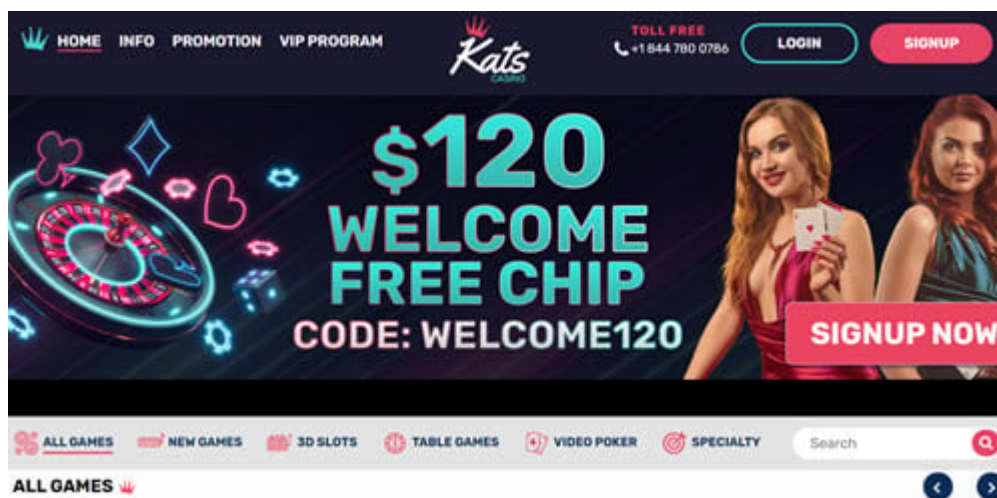 HOME INFO PROMOTION VIP PROGRAM
Kats
CASINO
TOLL FREE
+1 844 780 0786
LOGIN
SIGNUP
$120
WELCOME
FREE CHIP
CODE: WELCOME120
SIGNUP NOW
ALL GAMES NEW GAMES 3D SLOTS TABLE GAMES VIDEO POKER SPECIALTY Search
ALL GAMES